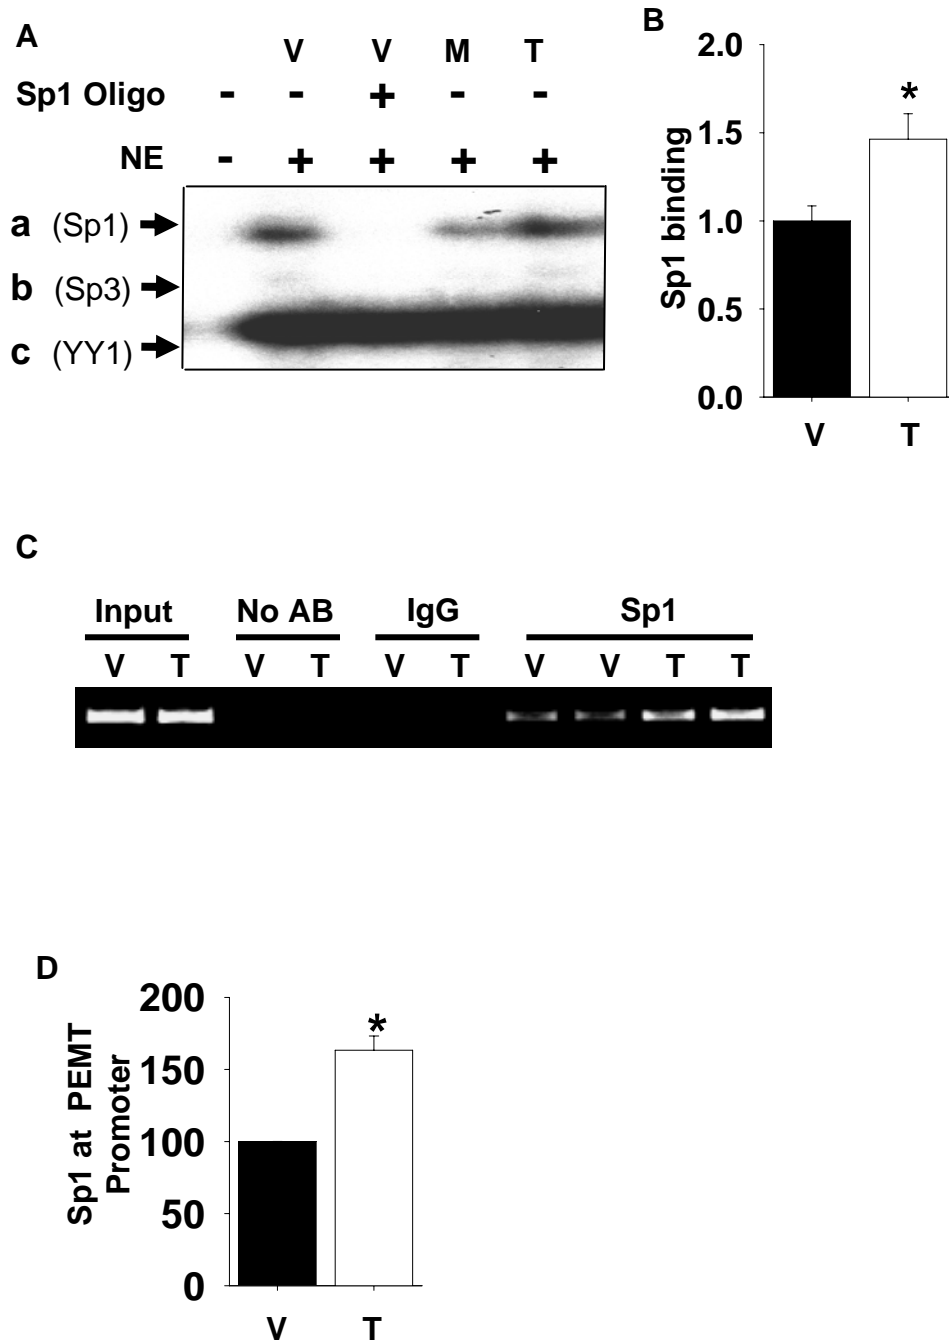 A
V V M T
Sp1 Oligo - - + - -
NE - + + + +
a (Sp1)
b (Sp3)
c (YY1)
B
Sp1 binding
2.0
*
1.5
1.0
0.5
0.0
V T
C
Input No AB IgG Sp1
V T V T V T V V T T
D
Sp1 at PEMT
Promoter
200
*
150
100
50
0
V T